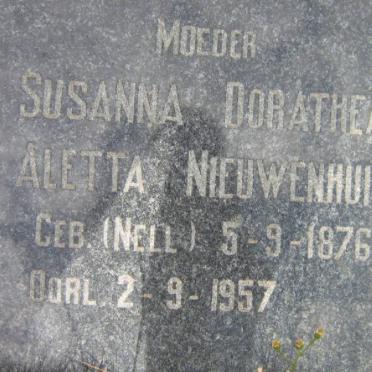 MOEDER
SUSANNA DORATHEA
ALETTA NIEUWENHUI
GEB. (NELL) 5-9-1876
OORL. 2-9-1957